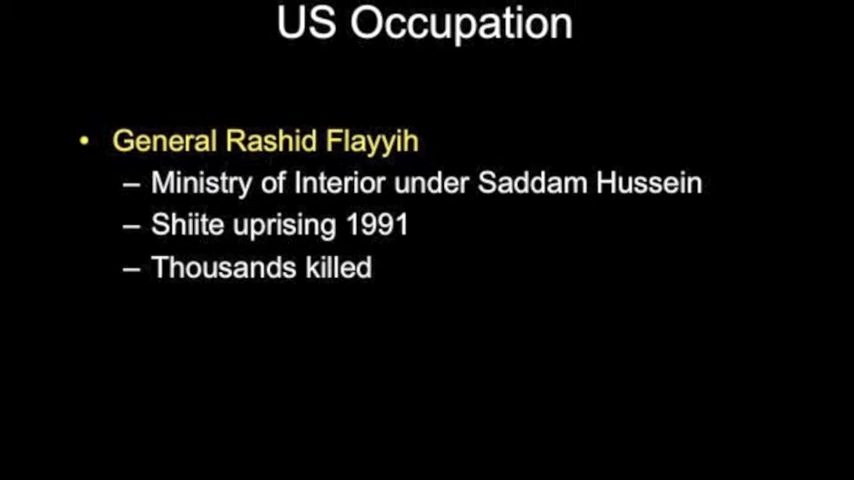 US Occupation
• General Rashid Flayyih
– Ministry of Interior under Saddam Hussein
– Shiite uprising 1991
– Thousands killed